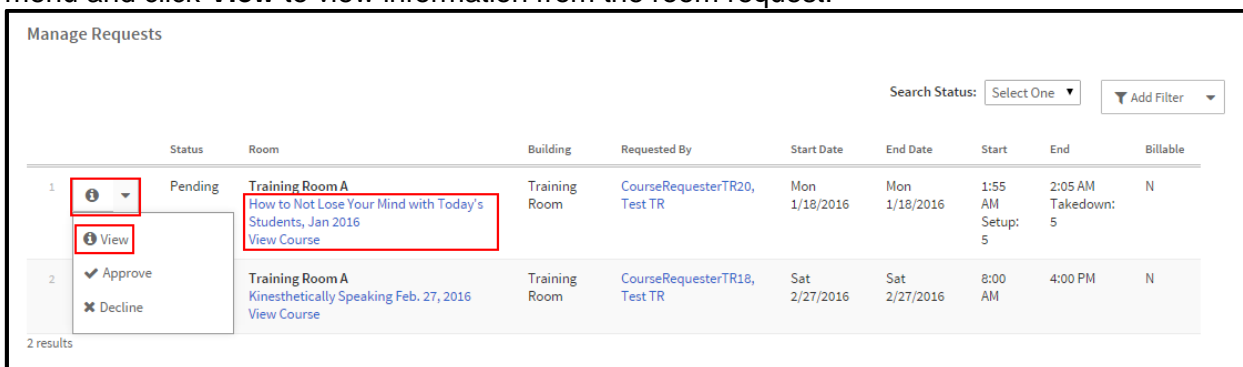 menu and click View to view information from the room request.
Manage Requests
Search Status: Select One ▼ Add Filter
Status Room Building Requested By Start Date End Date Start End Billable
1 Pending Training Room A Training CourseRequesterTR20, Mon Mon 1:55 2:05 AM N
How to Not Lose Your Mind with Today's Room Test TR 1/18/2016 1/18/2016 AM Takedown:
Students, Jan 2016 Setup: 5
View View Course 5
Approve
2 Training Room A Training CourseRequesterTR18, Sat Sat 8:00 4:00 PM N
Kinesthetically Speaking Feb. 27, 2016 Room Test TR 2/27/2016 2/27/2016 AM
Decline View Course
2 results